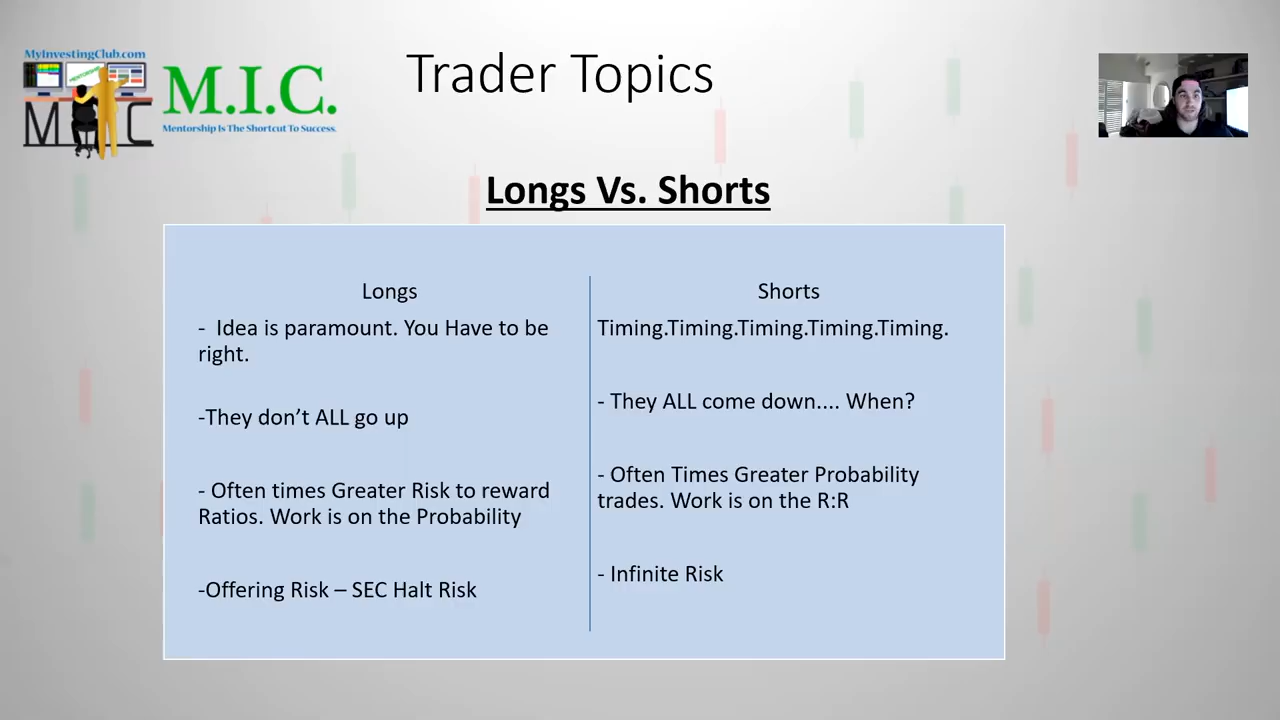 MyInvestingClub.com
MENTORSHIP
M.I.C.
MIC
Mentorship Is The Shortcut To Success.
Trader Topics
Longs Vs. Shorts
Longs
-  Idea is paramount. You Have to be
right.
-They don’t ALL go up
- Often times Greater Risk to reward
Ratios. Work is on the Probability
-Offering Risk – SEC Halt Risk
Shorts
Timing.Timing.Timing.Timing.Timing.
- They ALL come down.... When?
- Often Times Greater Probability
trades. Work is on the R:R
- Infinite Risk